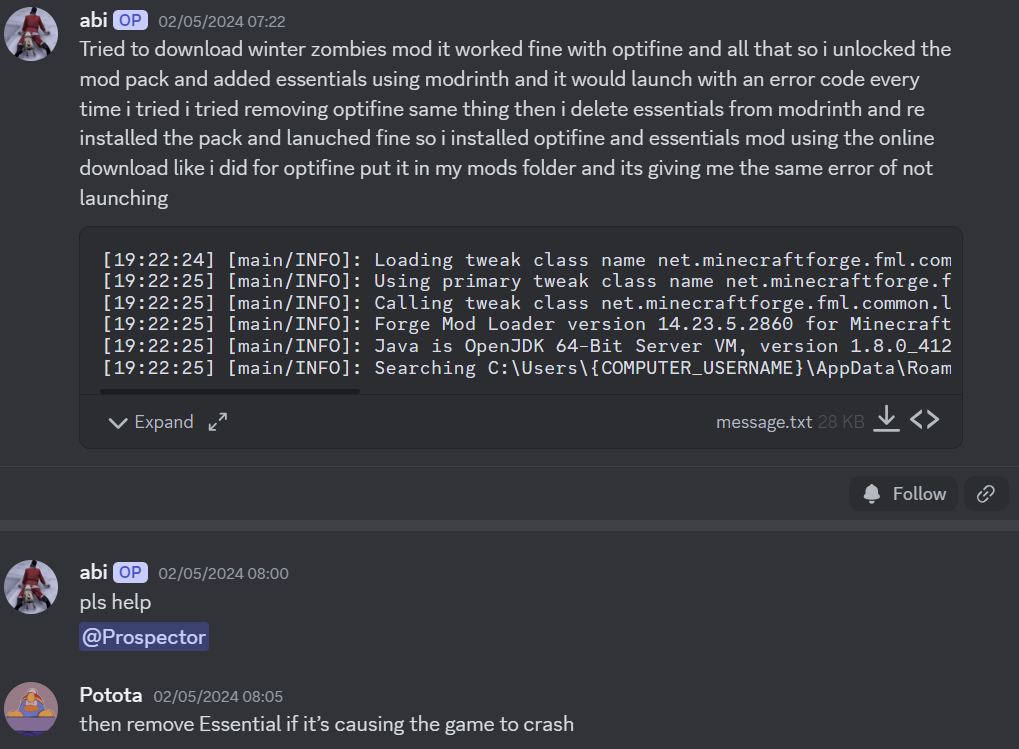 abi OP 02/05/2024 07:22
Tried to download winter zombies mod it worked fine with optifine and all that so i unlocked the
mod pack and added essentials using modrinth and it would launch with an error code every
time i tried i tried removing optifine same thing then i delete essentials from modrinth and re
installed the pack and lanuched fine so i installed optifine and essentials mod using the online
download like i did for optifine put it in my mods folder and its giving me the same error of not
launching
[19:22:24] [main/INFO]: Loading tweak class name net.minecraftforge.fml.com
[19:22:25] [main/INFO]: Using primary tweak class name net.minecraftforge.f
[19:22:25] [main/INFO]: Calling tweak class net.minecraftforge.fml.common.l
[19:22:25] [main/INFO]: Forge Mod Loader version 14.23.5.2860 for Minecraft
[19:22:25] [main/INFO]: Java is OpenJDK 64-Bit Server VM, version 1.8.0_412
[19:22:25] [main/INFO]: Searching C:\Users\{COMPUTER_USERNAME}\AppData\Roam
Expand message.txt 28 KB
Follow
abi OP 02/05/2024 08:00
pls help
@Prospector
Potota 02/05/2024 08:05
then remove Essential if it’s causing the game to crash